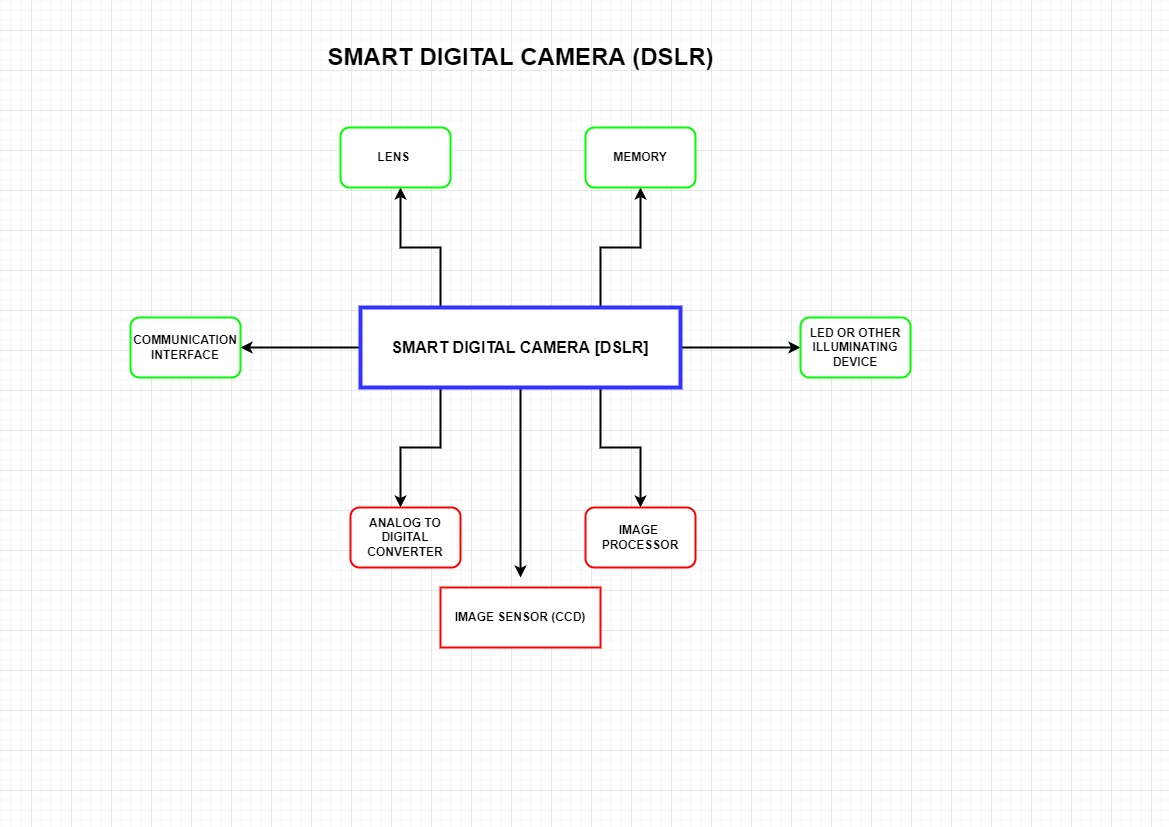 SMART DIGITAL CAMERA (DSLR)
LENS
MEMORY
COMMUNICATION
INTERFACE
SMART DIGITAL CAMERA [DSLR]
LED OR OTHER
ILLUMINATING
DEVICE
ANALOG TO
DIGITAL
CONVERTER
IMAGE
PROCESSOR
IMAGE SENSOR (CCD)